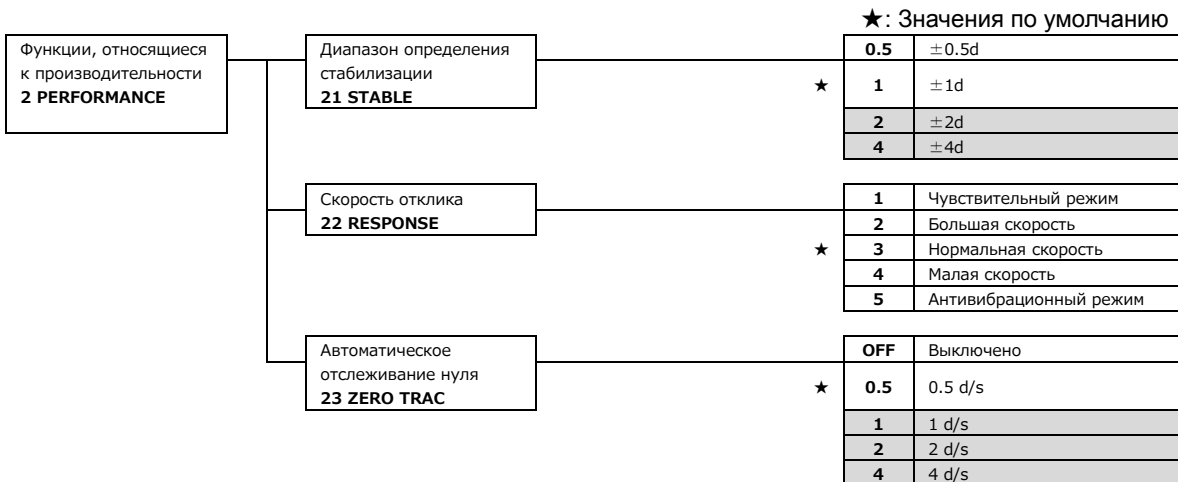 ★: Значения по умолчанию
Функции, относящиеся
к производительности
2 PERFORMANCE
Диапазон определения
стабилизации
21 STABLE
0.5 ±0.5d
★ 1 ±1d
2 ±2d
4 ±4d
Скорость отклика
22 RESPONSE
1 Чувствительный режим
2 Большая скорость
★ 3 Нормальная скорость
4 Малая скорость
5 Антивибрационный режим
Автоматическое
отслеживание нуля
23 ZERO TRAC
OFF Выключено
★ 0.5 0.5 d/s
1 1 d/s
2 2 d/s
4 4 d/s